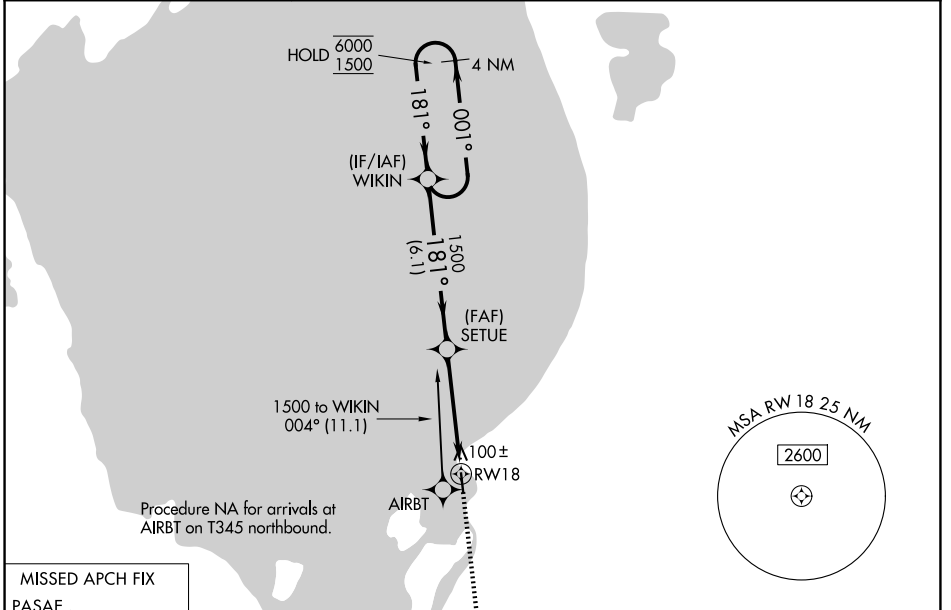 HOLD 6000
1500
4 NM
181°
001°
(IF/IAF)
WIKIN
1500
181°
(6.1)
(FAF)
SETUE
1500 to WIKIN
004° (11.1)
100±
RW18
AIRBT
Procedure NA for arrivals at
AIRBT on T345 northbound.
MSA RW 18 25 NM
2600
MISSED APCH FIX
PASAE